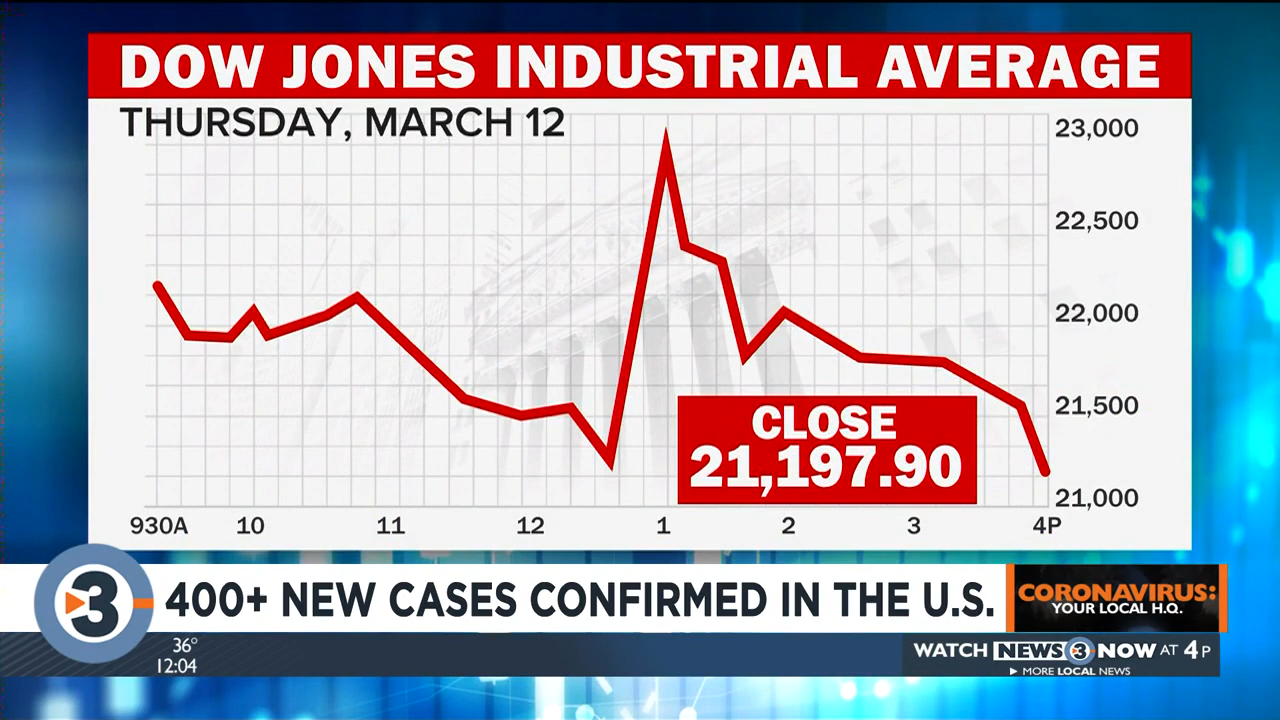 DOW JONES INDUSTRIAL AVERAGE
THURSDAY, MARCH 12
23,000
22,500
22,000
21,500
21,000
CLOSE
21,197.90
930A 10 11 12 1 2 3 4P
3
400+ NEW CASES CONFIRMED IN THE U.S.
CORONAVIRUS:
YOUR LOCAL H.Q.
36°
12:04
WATCH NEWS 3 NOW AT 4P
MORE LOCAL NEWS